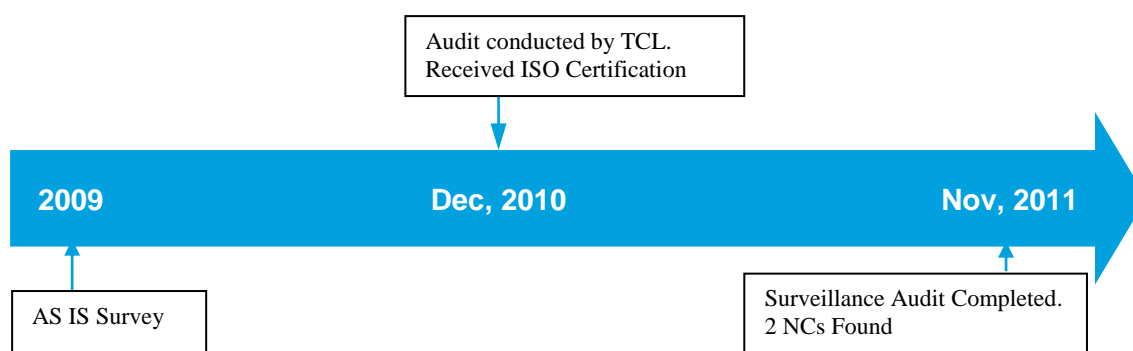 Audit conducted by TCL.
Received ISO Certification
2009
Dec, 2010
Nov, 2011
AS IS Survey
Surveillance Audit Completed.
2 NCs Found